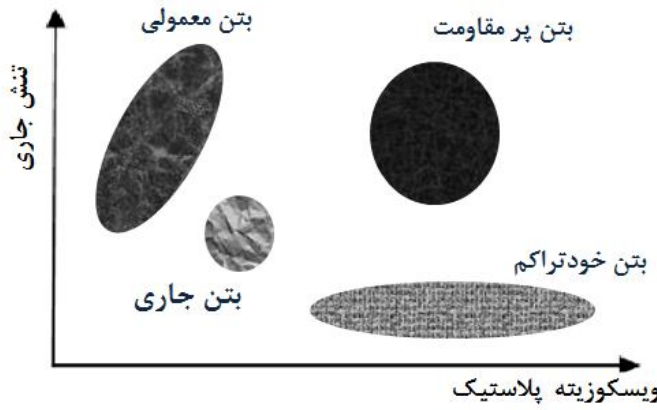 بتن معمولی
بتن پر مقاومت
تنش جاری
بتن خودتراکم
بتن جاری
ویسکوزیته پلاستیک